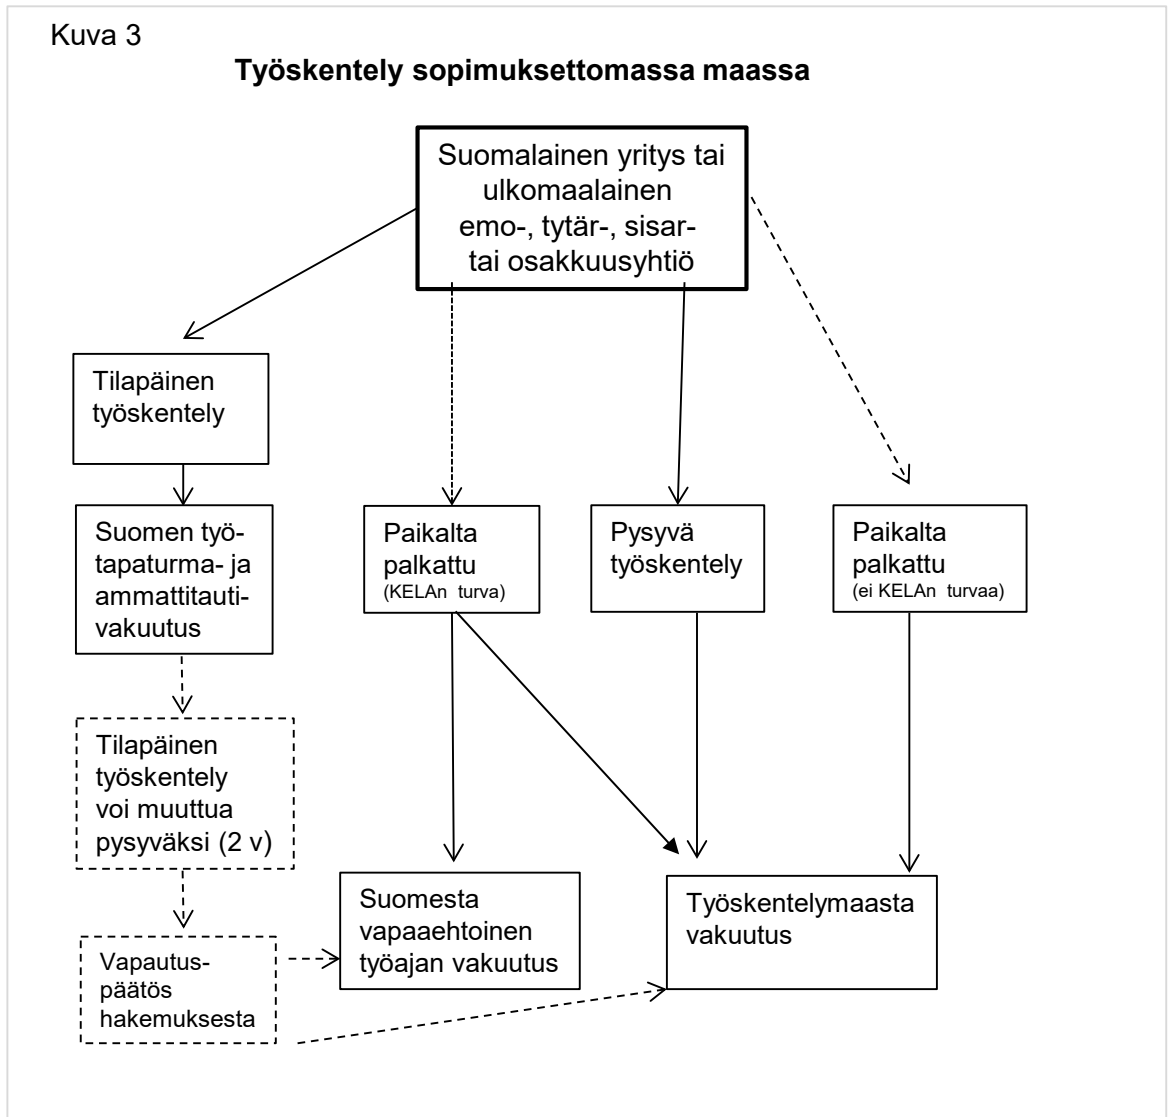 Kuva 3
Työskentely sopimuksettomassa maassa
Suomalainen yritys tai
ulkomaalainen
emo-, tytär-, sisar-
tai osakkuusyhtiö
Tilapäinen
työskentely
Suomen työ-
tapaturma- ja
ammattitauti-
vakuutus
Paikalta
palkattu
(KELAn turva)
Pysyvä
työskentely
Paikalta
palkattu
(ei KELAn turvaa)
Tilapäinen
työskentely
voi muuttua
pysyväksi (2 v)
Vapautus-
päätös
hakemuksesta
Suomesta
vapaaehtoinen
työajan vakuutus
Työskentelymaasta
vakuutus